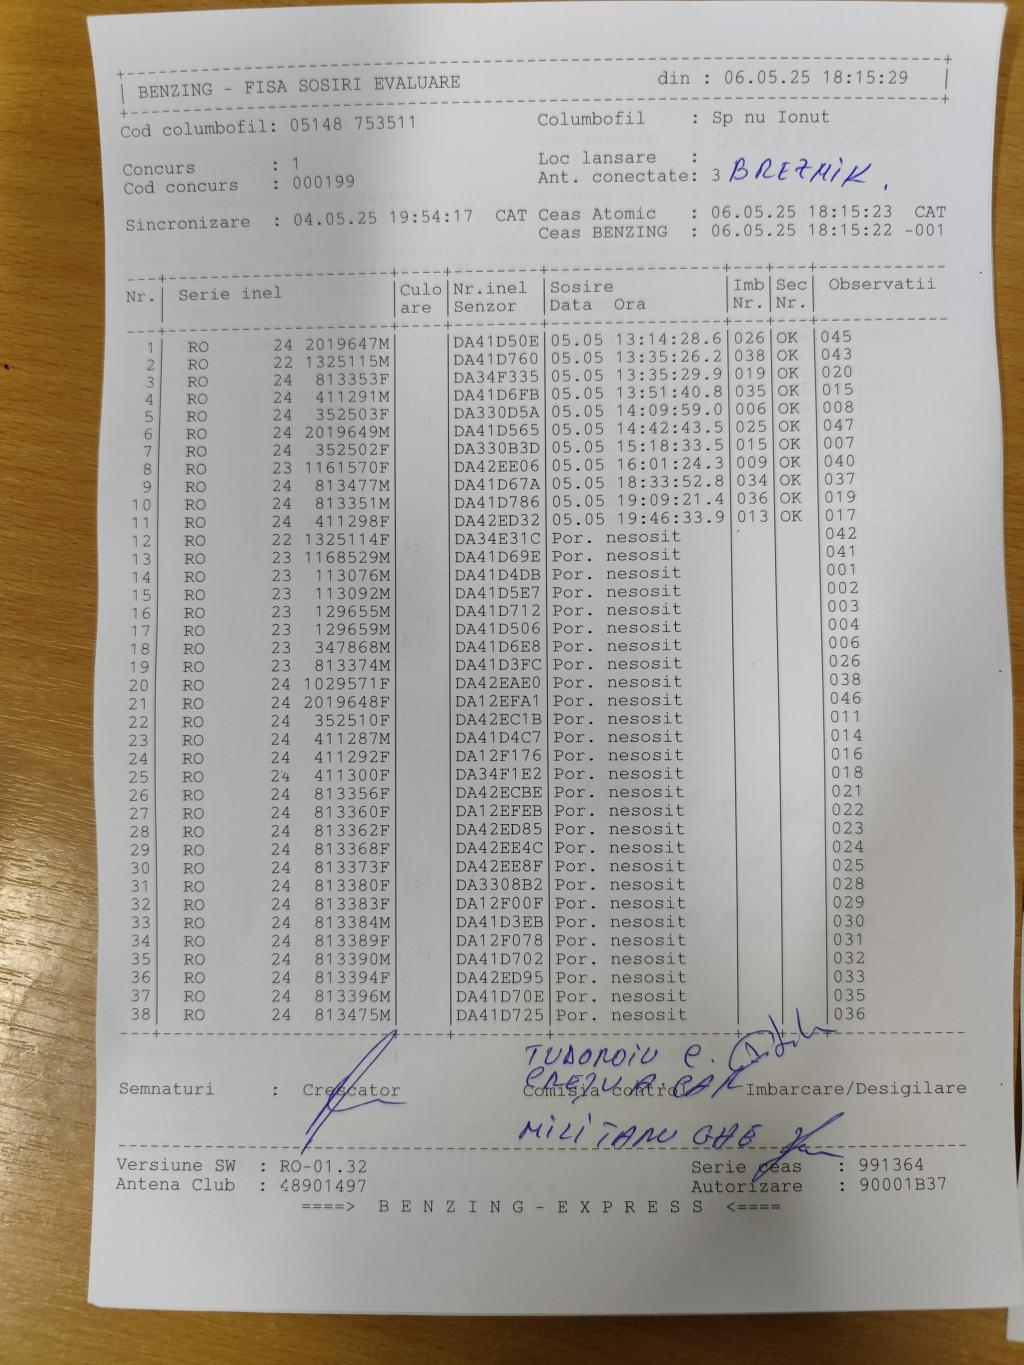 BENZING - FISA SOSIRI EVALUARE din : 06.05.25 18:15:29
Cod columbofil: 05148 753511 Columbofil : Sp nu Ionut
Concurs : 1 Loc lansare :
Cod concurs : 000199 Ant. conectate: 3 BREZNIK.
Sincronizare : 04.05.25 19:54:17 CAT Ceas Atomic : 06.05.25 18:15:23 CAT
Ceas BENZING : 06.05.25 18:15:22 -001
Nr. Serie inel Culo Nr.inel Sosire Imb Sec Observatii
are Senzor Data Ora Nr. Nr.
1 RO 24 2019647M DA41D50E 05.05 13:14:28.6 026 OK 045
2 RO 22 1325115M DA41D760 05.05 13:35:26.2 038 OK 043
3 RO 24 813353F DA34F335 05.05 13:35:29.9 019 OK 020
4 RO 24 411291M DA41D6FB 05.05 13:51:40.8 035 OK 015
5 RO 24 352503F DA330D5A 05.05 14:09:59.0 006 OK 008
6 RO 24 2019649M DA41D565 05.05 14:42:43.5 025 OK 047
7 RO 24 352502F DA330B3D 05.05 15:18:33.5 015 OK 007
8 RO 23 1161570F DA42EE06 05.05 16:01:24.3 009 OK 040
9 RO 24 813477M DA41D67A 05.05 18:33:52.8 034 OK 037
10 RO 24 813351M DA41D786 05.05 19:09:21.4 036 OK 019
11 RO 24 411298F DA42ED32 05.05 19:46:33.9 013 OK 017
12 RO 22 1325114F DA34E31C Por. nesosit 042
13 RO 23 1168529M DA41D69E Por. nesosit 041
14 RO 23 113076M DA41D4DB Por. nesosit 001
15 RO 23 113092M DA41D5E7 Por. nesosit 002
16 RO 23 129655M DA41D712 Por. nesosit 003
17 RO 23 129659M DA41D506 Por. nesosit 004
18 RO 23 347868M DA41D6E8 Por. nesosit 006
19 RO 23 813374M DA41D3FC Por. nesosit 026
20 RO 24 1029571F DA42EAE0 Por. nesosit 038
21 RO 24 2019648F DA12EFA1 Por. nesosit 046
22 RO 24 352510F DA42EC1B Por. nesosit 011
23 RO 24 411287M DA41D4C7 Por. nesosit 014
24 RO 24 411292F DA12F176 Por. nesosit 016
25 RO 24 411300F DA34F1E2 Por. nesosit 018
26 RO 24 813356F DA42ECBE Por. nesosit 021
27 RO 24 813360F DA12EFEB Por. nesosit 022
28 RO 24 813362F DA42ED85 Por. nesosit 023
29 RO 24 813368F DA42EE4C Por. nesosit 024
30 RO 24 813373F DA42EE8F Por. nesosit 025
31 RO 24 813380F DA3308B2 Por. nesosit 028
32 RO 24 813383F DA12F00F Por. nesosit 029
33 RO 24 813384M DA41D3EB Por. nesosit 030
34 RO 24 813389F DA12F078 Por. nesosit 031
35 RO 24 813390M DA41D702 Por. nesosit 032
36 RO 24 813394F DA42ED95 Por. nesosit 033
37 RO 24 813396M DA41D70E Por. nesosit 035
38 RO 24 813475M DA41D725 Por. nesosit 036
TUDOROIU C.
Semnaturi : Crescator Comisia control Imbarcare/Desigilare
MILITARU GHE
Versiune SW : RO-01.32 Serie ceas : 991364
Antena Club : 48901497 Autorizare : 90001B37
====> B E N Z I N G - E X P R E S S <====